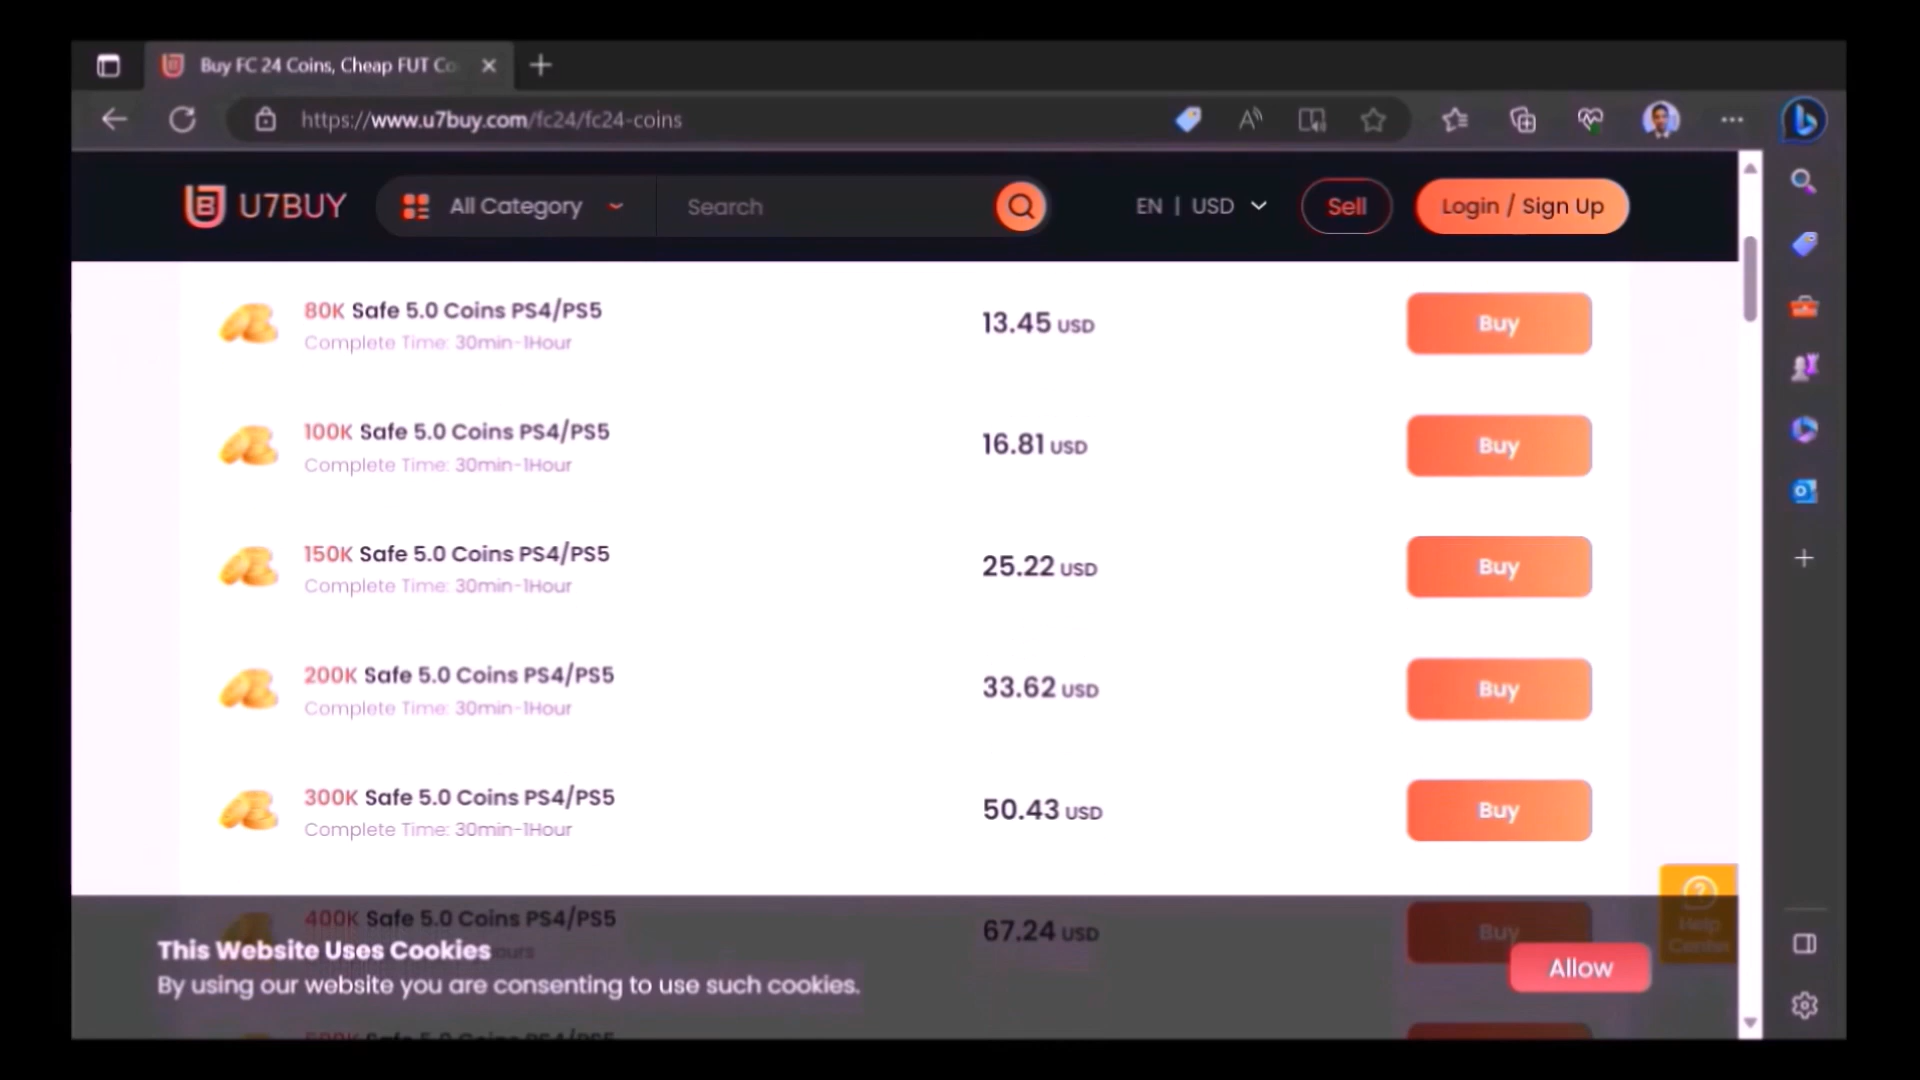 Buy FC 24 Coins, Cheap FUT Co
https://www.u7buy.com/fc24/fc24-coins
U7BUY
All Category
Search
EN | USD
Sell
Login / Sign Up
80K Safe 5.0 Coins PS4/PS5
Complete Time: 30min-1Hour
13.45 USD
Buy
100K Safe 5.0 Coins PS4/PS5
Complete Time: 30min-1Hour
16.81 USD
Buy
150K Safe 5.0 Coins PS4/PS5
Complete Time: 30min-1Hour
25.22 USD
Buy
200K Safe 5.0 Coins PS4/PS5
Complete Time: 30min-1Hour
33.62 USD
Buy
300K Safe 5.0 Coins PS4/PS5
Complete Time: 30min-1Hour
50.43 USD
Buy
400K Safe 5.0 Coins PS4/PS5
67.24 USD
Buy
Help
Center
This Website Uses Cookies
By using our website you are consenting to use such cookies.
Allow